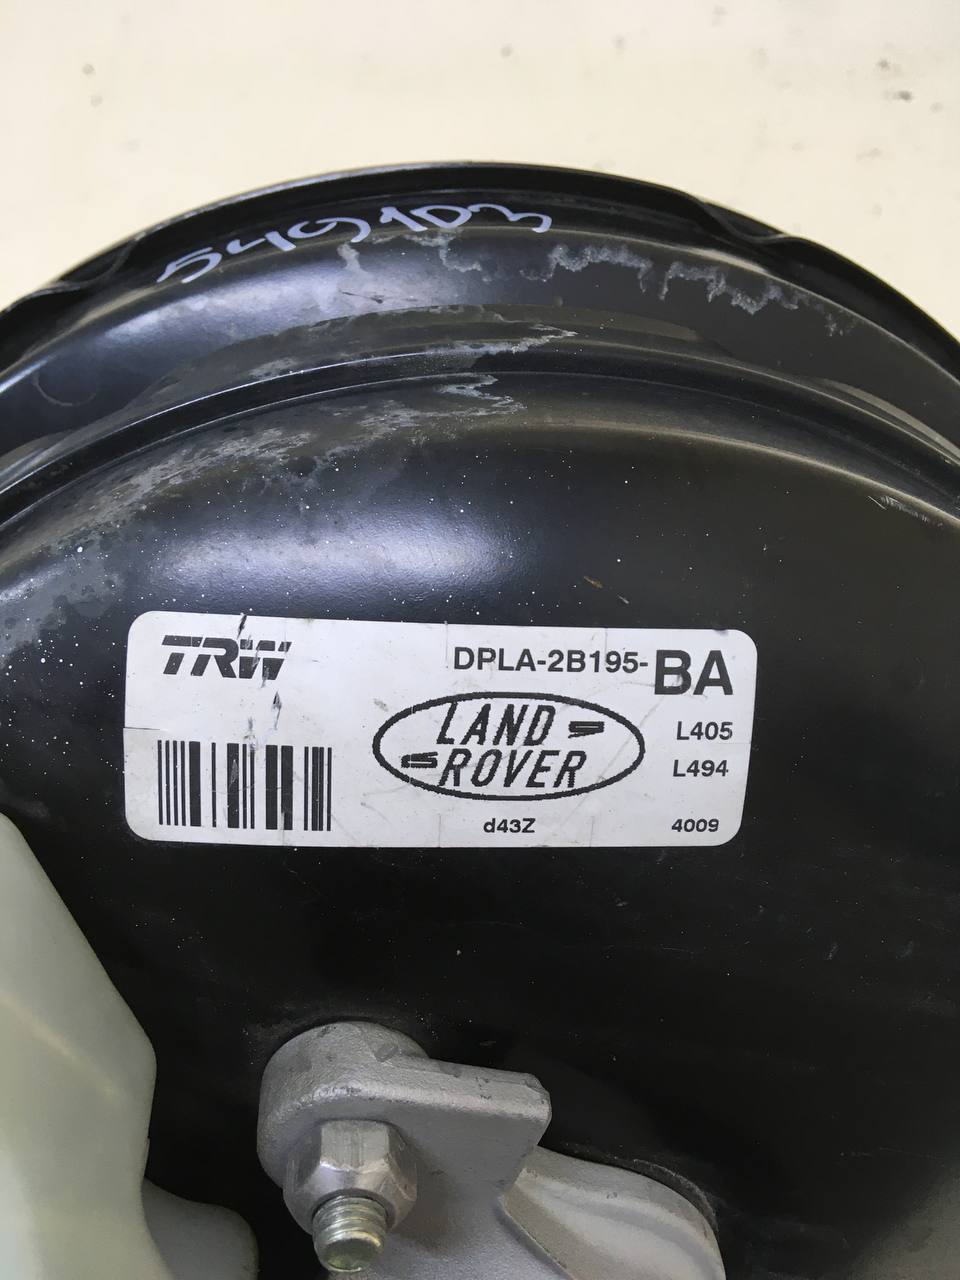 549103
TRW
DPLA-2B195-BA
LAND
ROVER
L405
L494
d43Z
4009